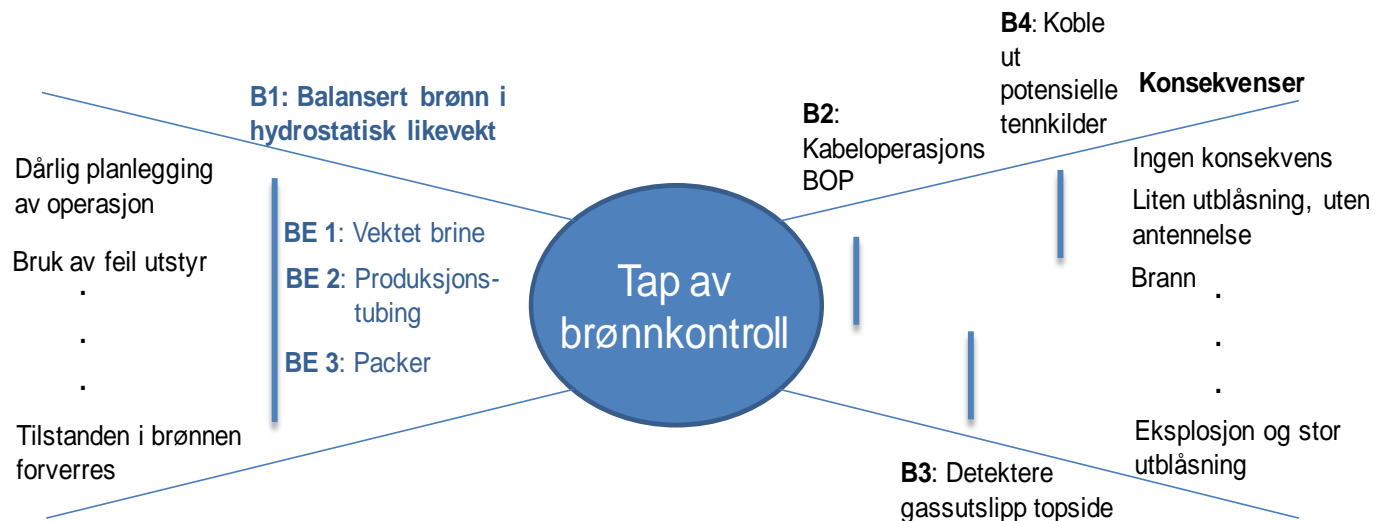 B1: Balansert brønn i
hydrostatisk likevekt
Dårlig planlegging
av operasjon
Bruk av feil utstyr
.
.
.
Tilstanden i brønnen
forverres
BE 1: Vektet brine
BE 2: Produksjons-
tubing
BE 3: Packer
Tap av
brønnkontroll
B2:
Kabeloperasjons
BOP
B3: Detektere
gassutslipp topside
B4: Koble
ut
potensielle
tennkilder
Konsekvenser
Ingen konsekvens
Liten utblåsning, uten
antennelse
Brann
.
.
.
Eksplosjon og stor
utblåsning